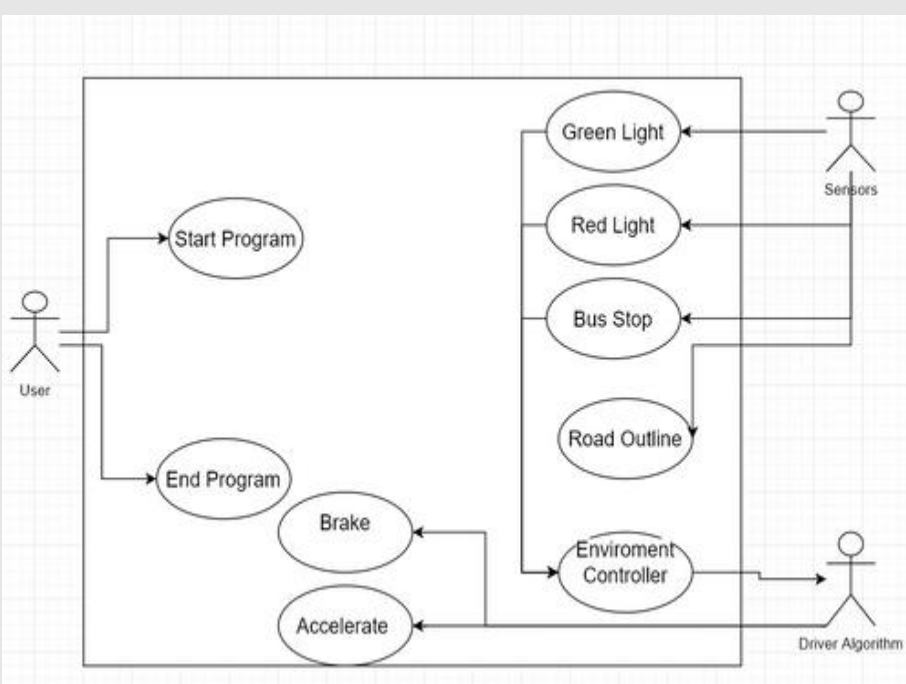 Green Light
Sensors
Red Light
Start Program
Bus Stop
User
Road Outline
End Program
Brake
Enviroment
Controller
Accelerate
Driver Algorithm